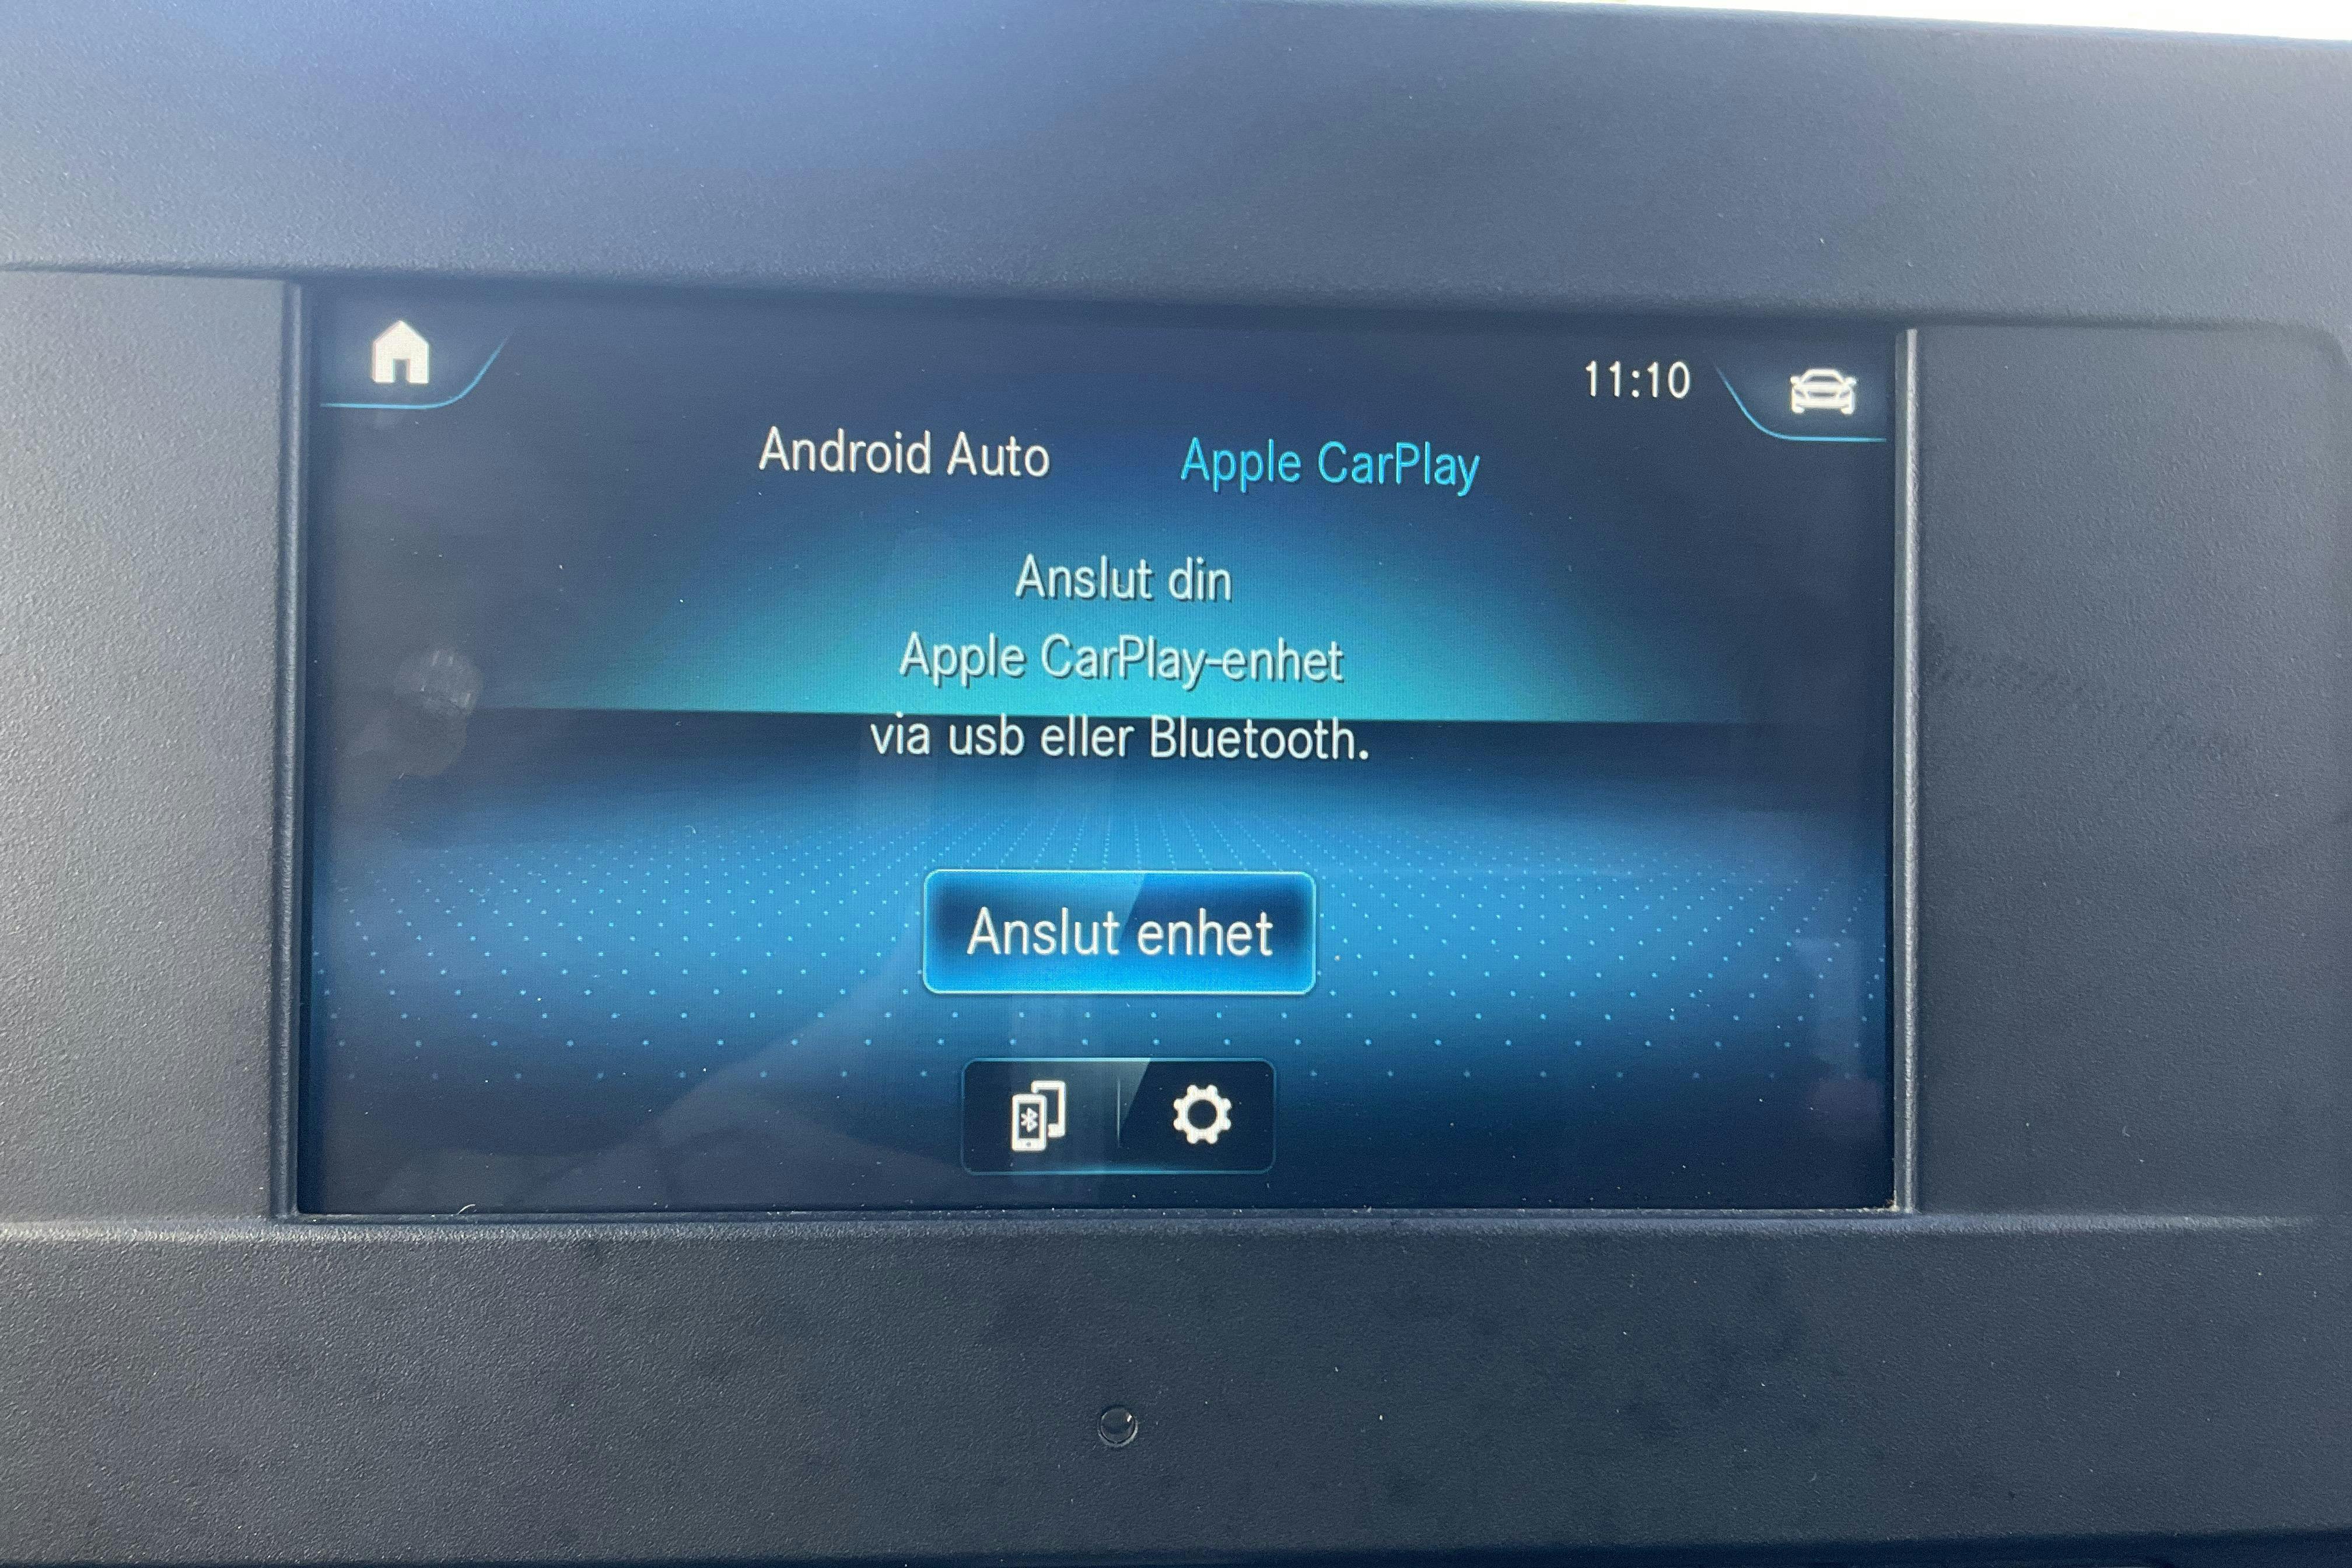 11:10
Android Auto Apple CarPlay
Anslut din
Apple CarPlay-enhet
via usb eller Bluetooth.
Anslut enhet